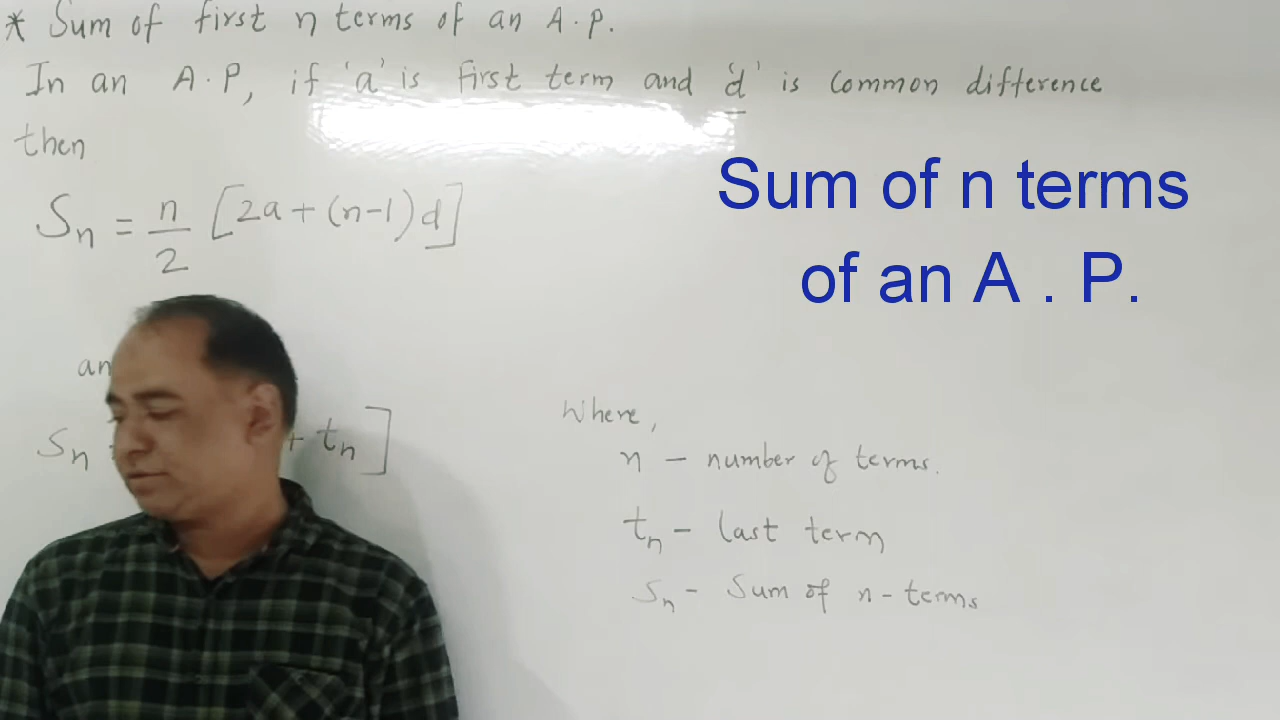 * Sum of first n terms of an A.P.
In an A.P, if 'a' is first term and 'd' is common difference
then
Sn = n/2 [2a + (n-1) d]
Sum of n terms
of an A . P.
Sn + tn ]
Where,
n - number of terms.
tn - last term
Sn - Sum of n - terms